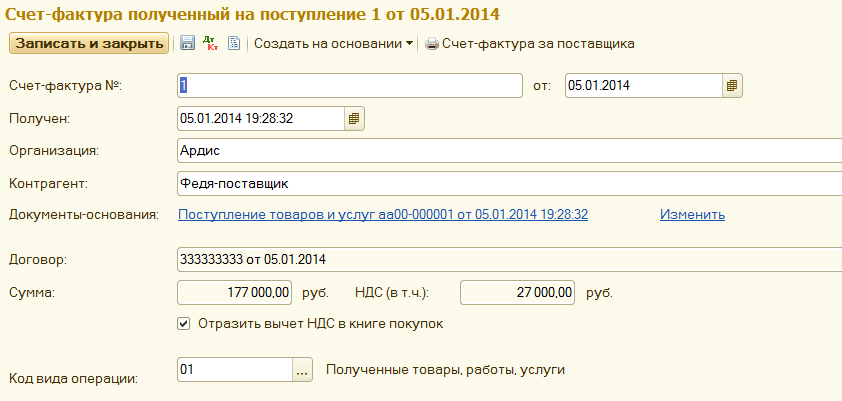 Счет-фактура полученный на поступление 1 от 05.01.2014
Записать и закрыть Дт Кт Создать на основании Счет-фактура за поставщика
Счет-фактура №: 1 от: 05.01.2014
Получен: 05.01.2014 19:28:32
Организация: Ардис
Контрагент: Федя-поставщик
Документы-основания: Поступление товаров и услуг аа00-000001 от 05.01.2014 19:28:32 Изменить
Договор: 333333333 от 05.01.2014
Сумма: 177 000,00 руб. НДС (в т.ч.): 27 000,00 руб.
Отразить вычет НДС в книге покупок
Код вида операции: 01 ... Полученные товары, работы, услуги